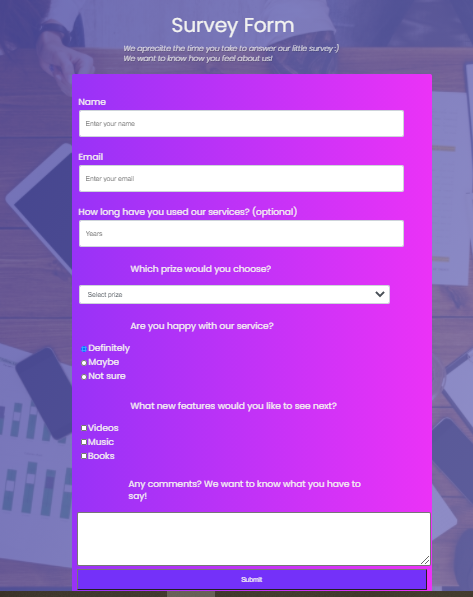 Survey Form
We apreciite the time you take to answer our little survey :)
We want to know how you feel about us!
Name
Enter your name
Email
Enter your email
How long have you used our services? (optional)
Years
Which prize would you choose?
Select prize
Are you happy with our service?
Definitely
Maybe
Not sure
What new features would you like to see next?
Videos
Music
Books
Any comments? We want to know what you have to
say!
Submit